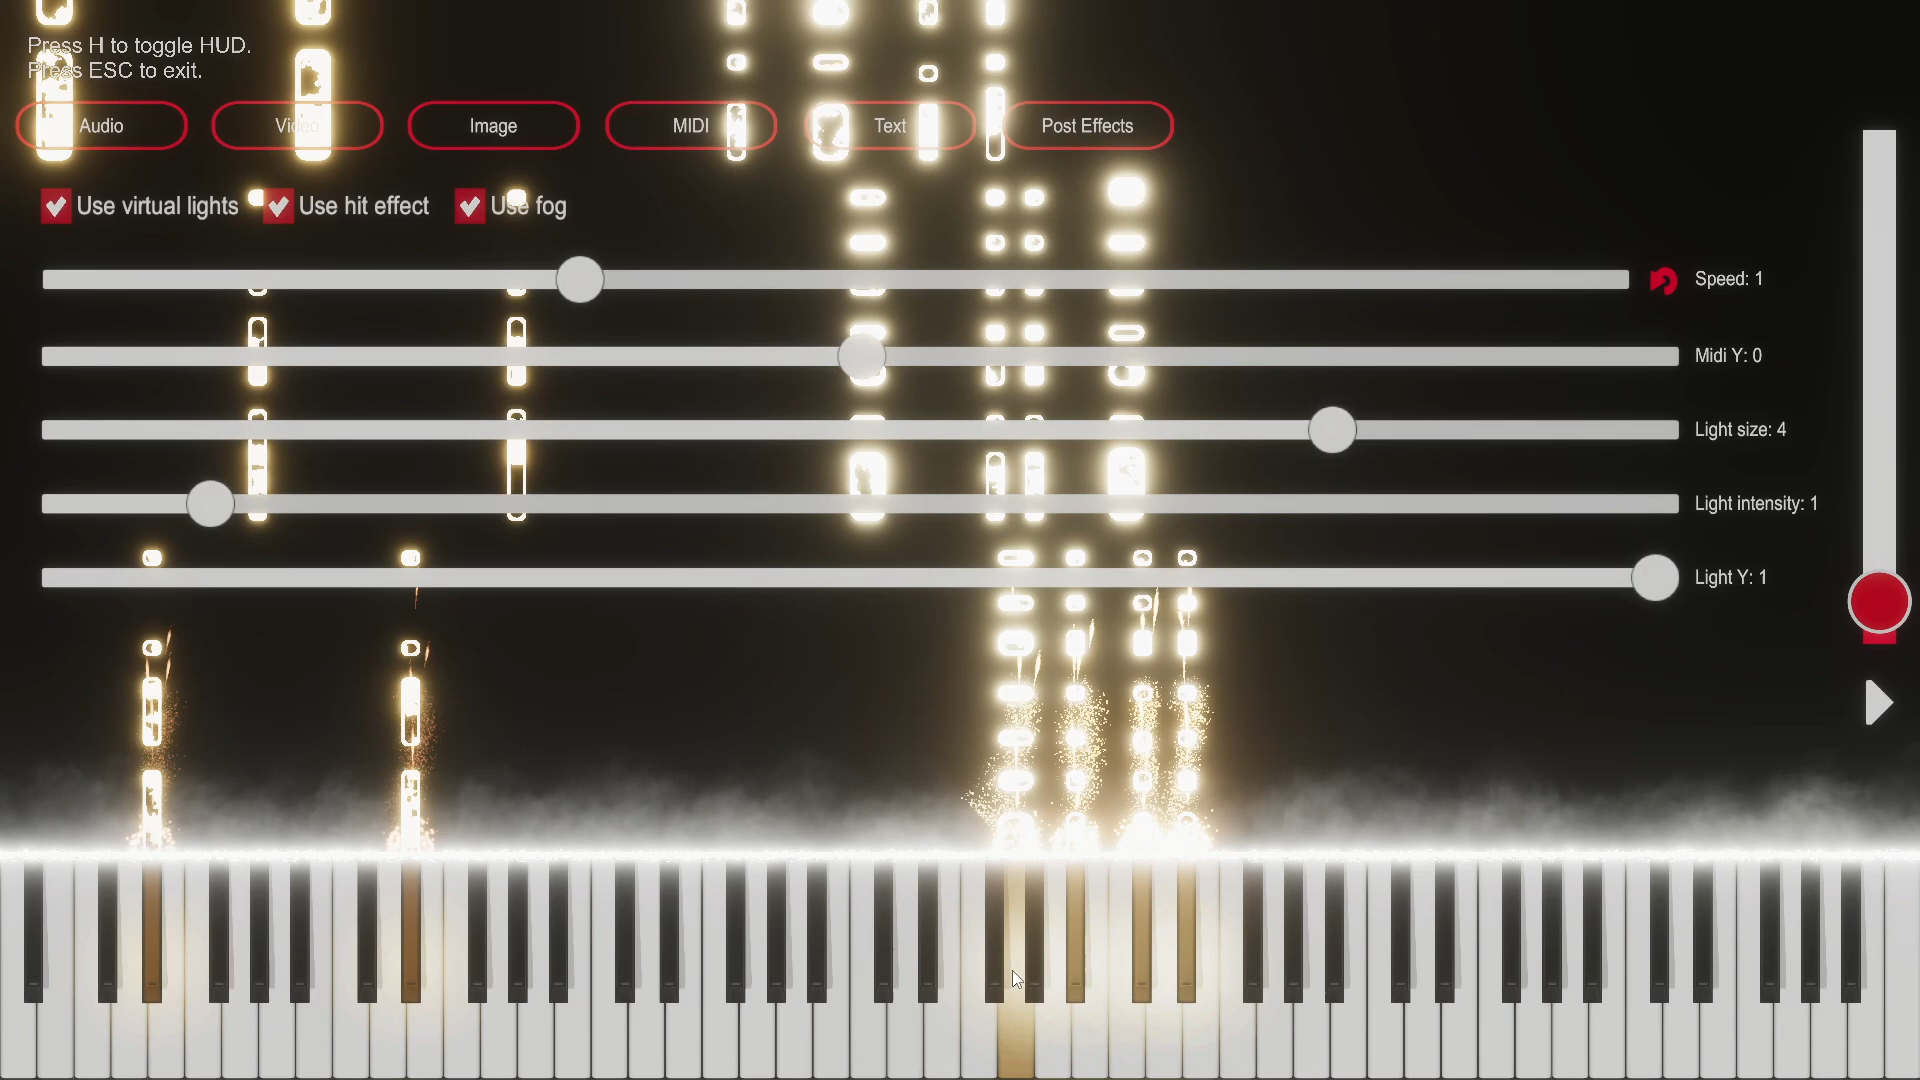 Press H to toggle HUD.
Press ESC to exit.
Audio
Video
Image
MIDI
Text
Post Effects
Use virtual lights
Use hit effect
Use fog
Speed: 1
Midi Y: 0
Light size: 4
Light intensity: 1
Light Y: 1